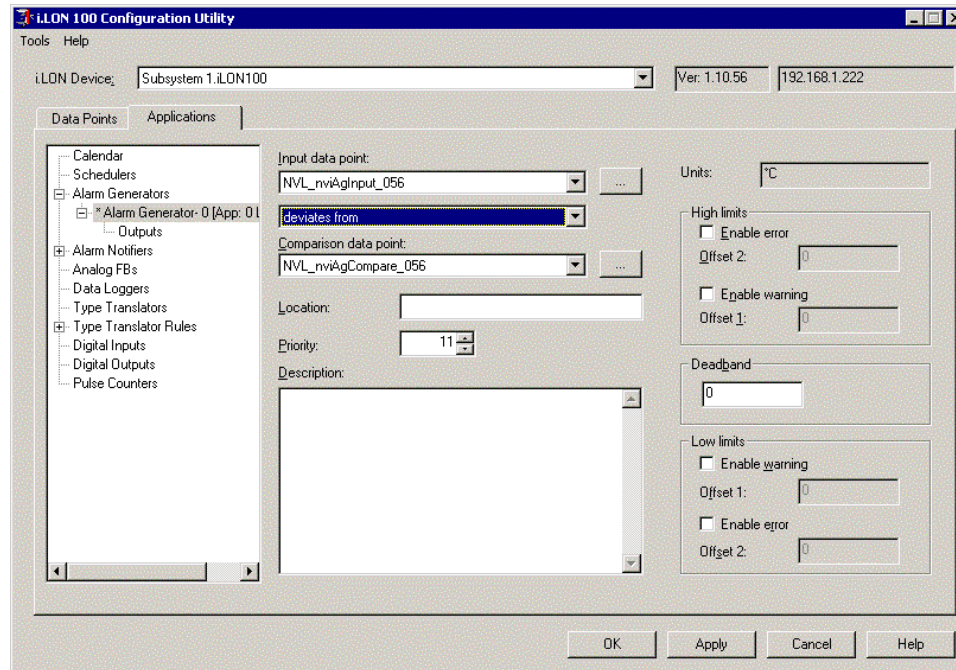 i.LON 100 Configuration Utility
Tools Help
i.LON Device: Subsystem 1.iLON100 Ver: 1.10.56 192.168.1.222
Data Points Applications
Calendar
Schedulers
Alarm Generators
* Alarm Generator- 0 [App: 0 L
Outputs
Alarm Notifiers
Analog FBs
Data Loggers
Type Translators
Type Translator Rules
Digital Inputs
Digital Outputs
Pulse Counters
Input data point:
NVL_nviAgInput_056 ...
deviates from
Comparison data point:
NVL_nviAgCompare_056 ...
Location:
Priority: 11
Description:
Units: °C
High limits
Enable error
Offset 2: 0
Enable warning
Offset 1: 0
Deadband
0
Low limits
Enable warning
Offset 1: 0
Enable error
Offset 2: 0
OK Apply Cancel Help